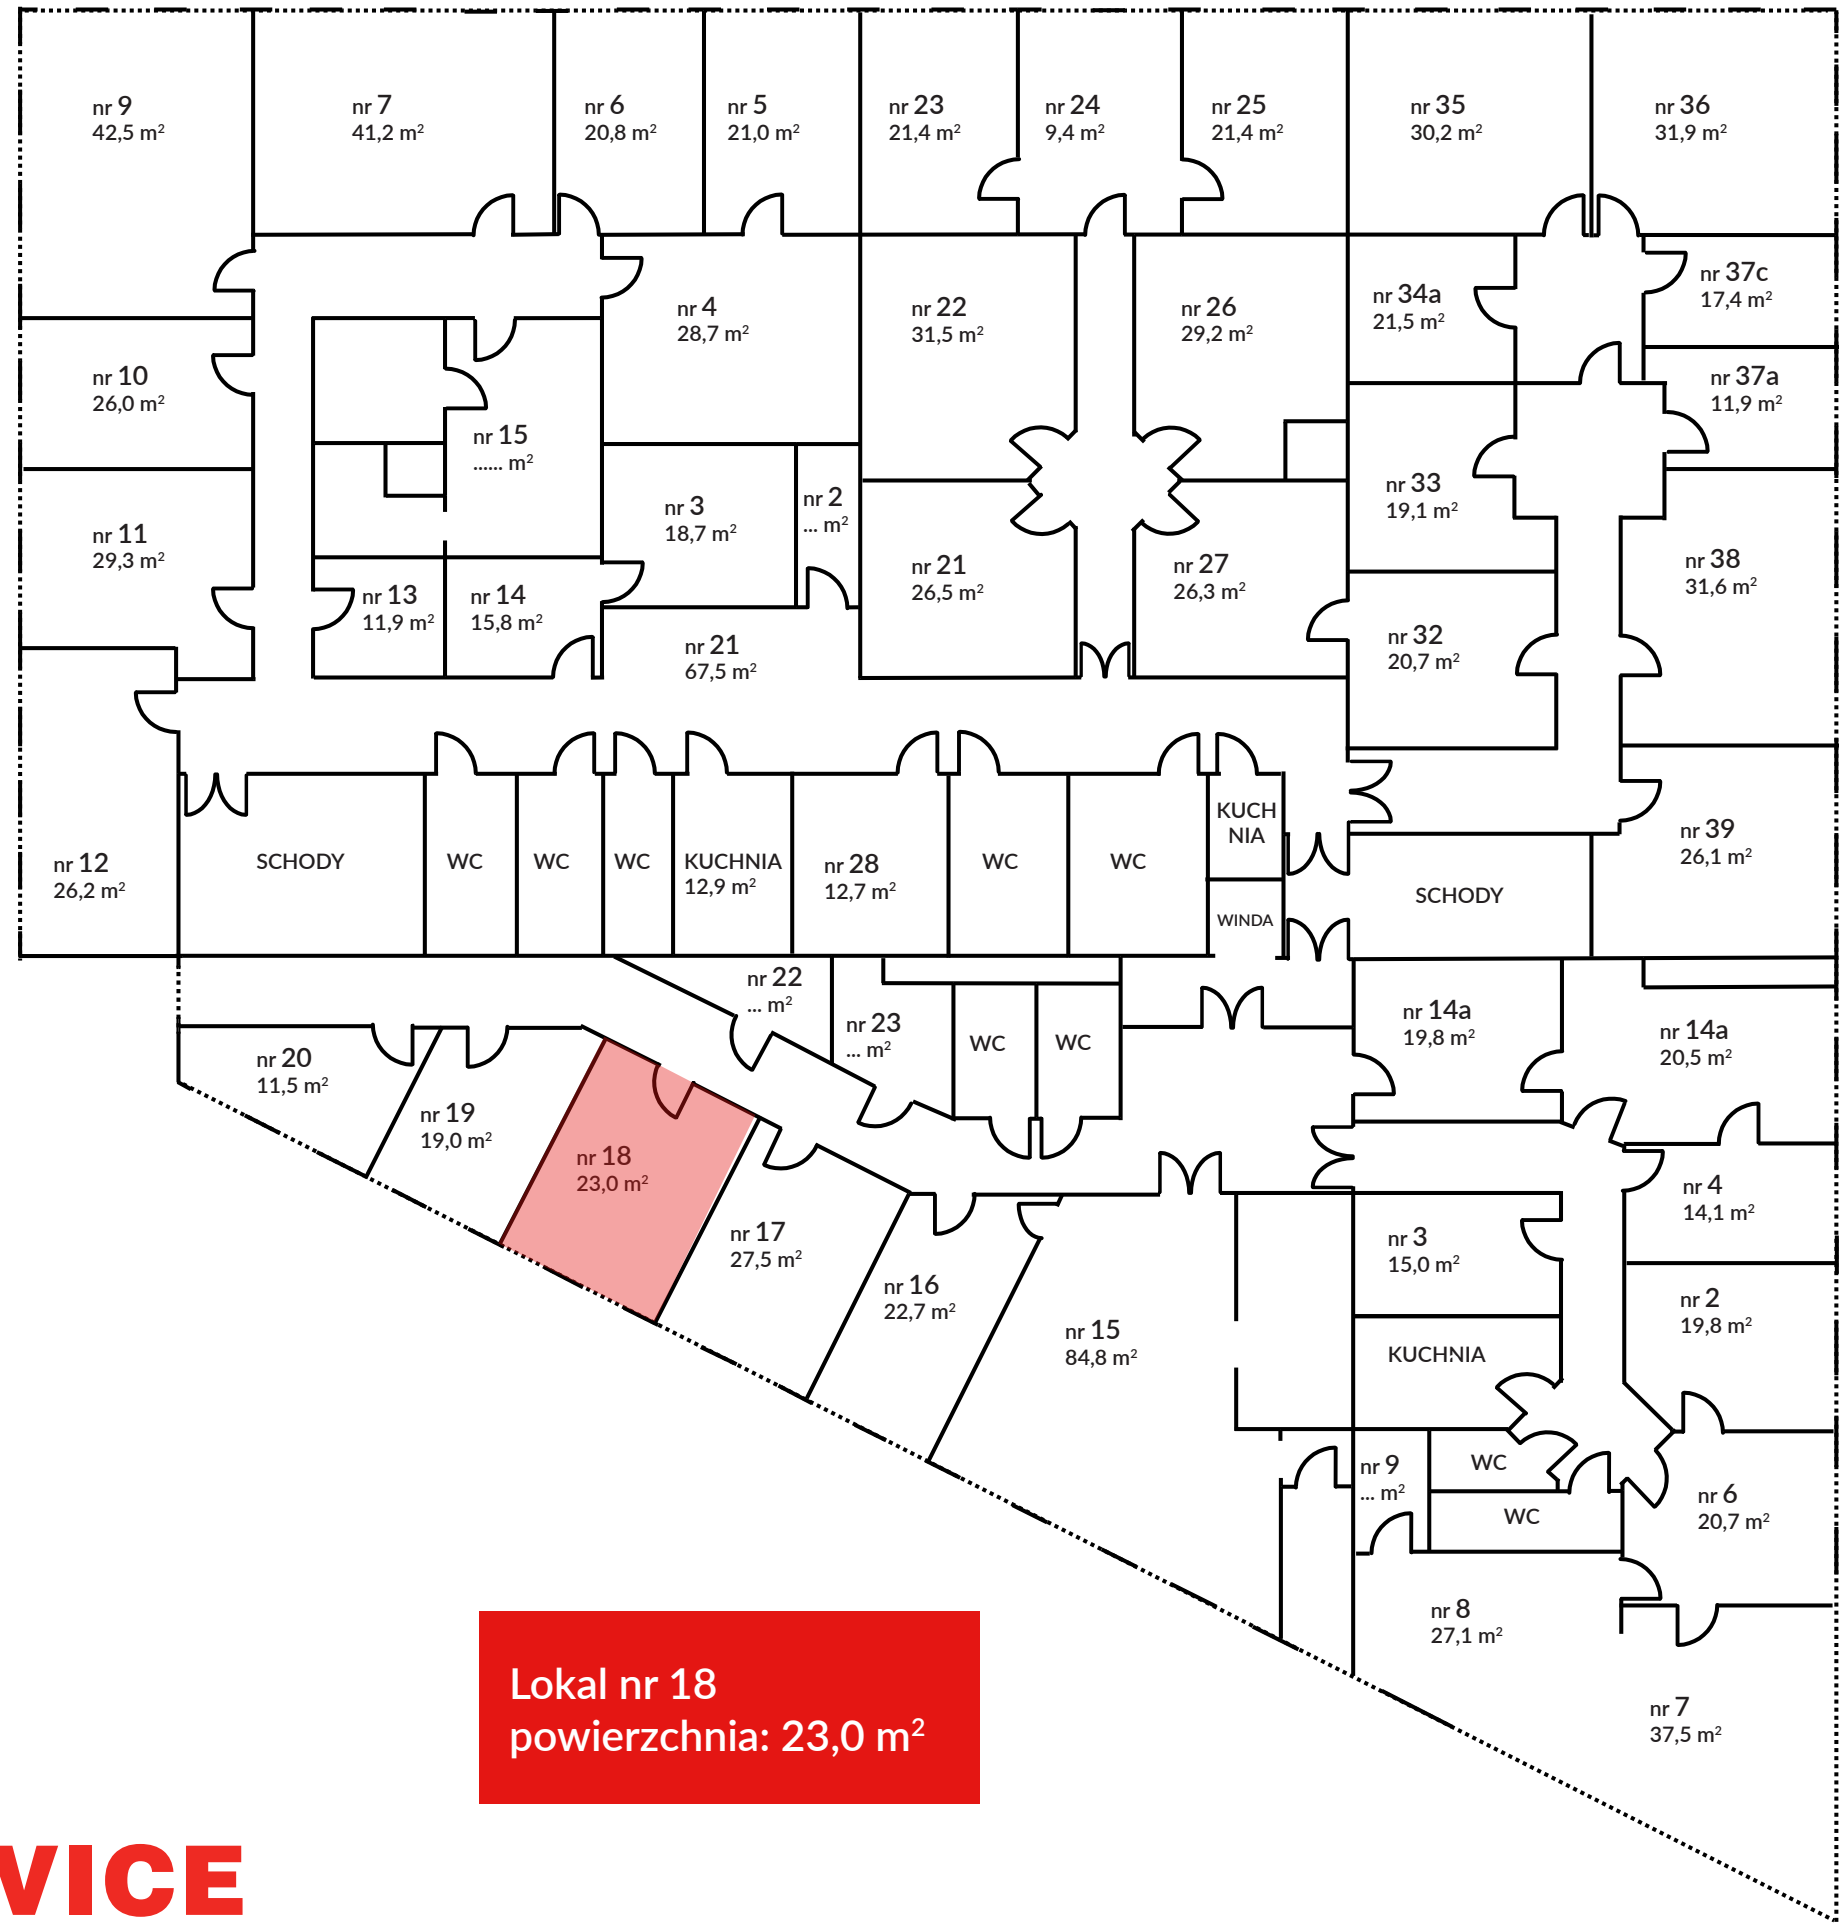 nr 9
42,5 m²
nr 7
41,2 m²
nr 6
20,8 m²
nr 5
21,0 m²
nr 23
21,4 m²
nr 24
9,4 m²
nr 25
21,4 m²
nr 35
30,2 m²
nr 36
31,9 m²
nr 4
28,7 m²
nr 22
31,5 m²
nr 26
29,2 m²
nr 34a
21,5 m²
nr 37c
17,4 m²
nr 10
26,0 m²
nr 37a
11,9 m²
nr 15
...... m²
nr 3
18,7 m²
nr 2
... m²
nr 33
19,1 m²
nr 11
29,3 m²
nr 21
26,5 m²
nr 27
26,3 m²
nr 38
31,6 m²
nr 13
11,9 m²
nr 14
15,8 m²
nr 21
67,5 m²
nr 32
20,7 m²
nr 12
26,2 m²
SCHODY
WC
WC
WC
KUCHNIA
12,9 m²
nr 28
12,7 m²
WC
WC
KUCH
NIA
WINDA
SCHODY
nr 39
26,1 m²
nr 22
... m²
nr 23
... m²
WC
WC
nr 14a
19,8 m²
nr 14a
20,5 m²
nr 20
11,5 m²
nr 19
19,0 m²
nr 18
23,0 m²
nr 17
27,5 m²
nr 16
22,7 m²
nr 15
84,8 m²
nr 3
15,0 m²
nr 4
14,1 m²
KUCHNIA
nr 2
19,8 m²
nr 9
... m²
WC
WC
nr 6
20,7 m²
nr 8
27,1 m²
nr 7
37,5 m²
Lokal nr 18
powierzchnia: 23,0 m²
VICE